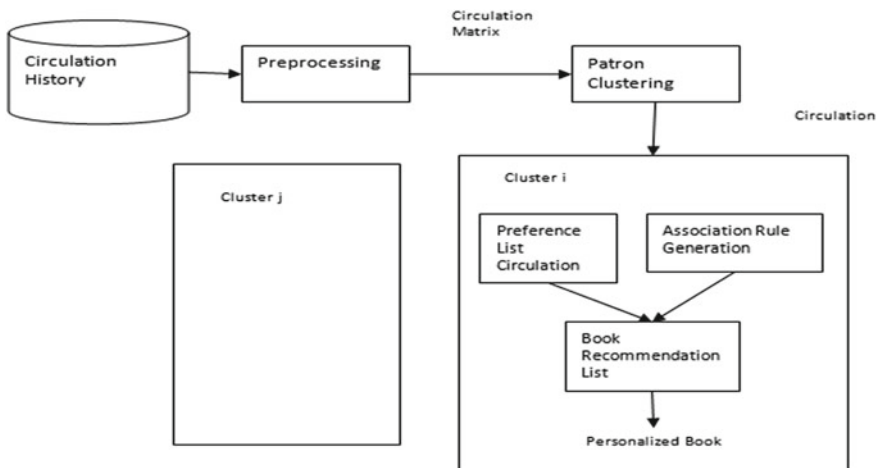 Circulation
Matrix
Circulation
History
Preprocessing
Patron
Clustering
Circulation
Cluster j
Cluster i
Preference
List
Circulation
Association Rule
Generation
Book
Recommendation
List
Personalized Book